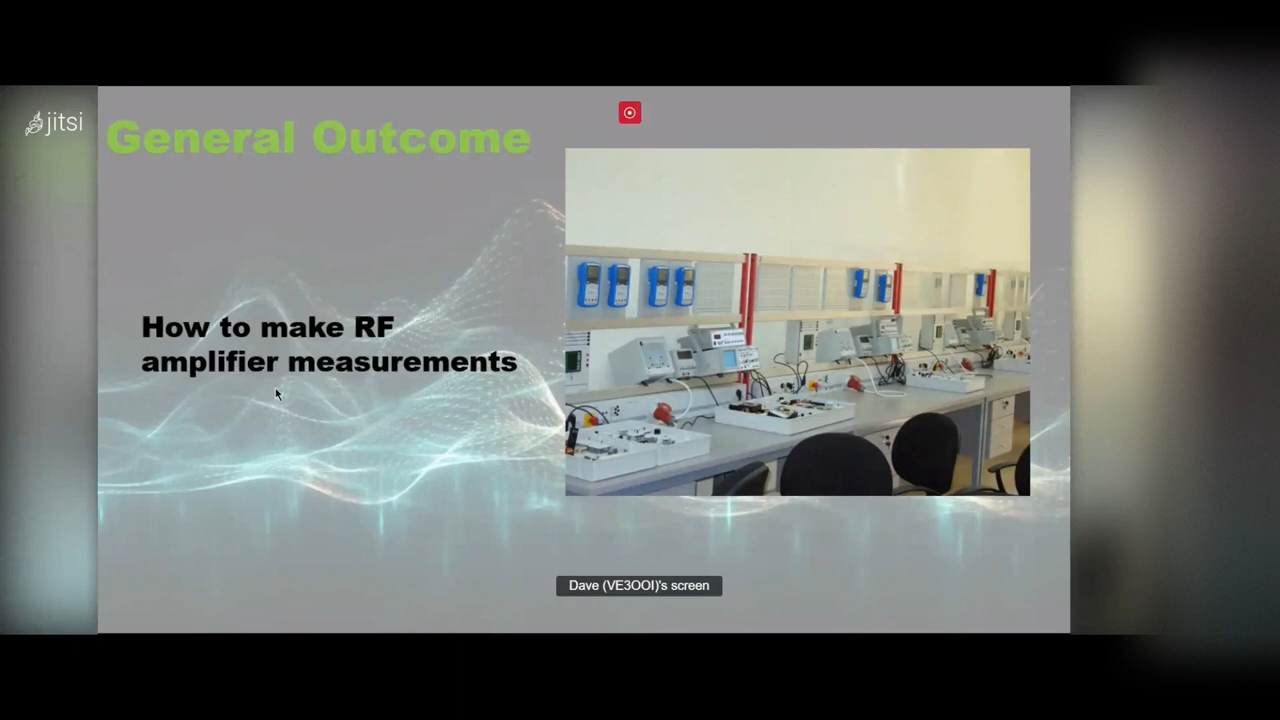 jitsi
General Outcome
How to make RF
amplifier measurements
Dave (VE3OOI)'s screen